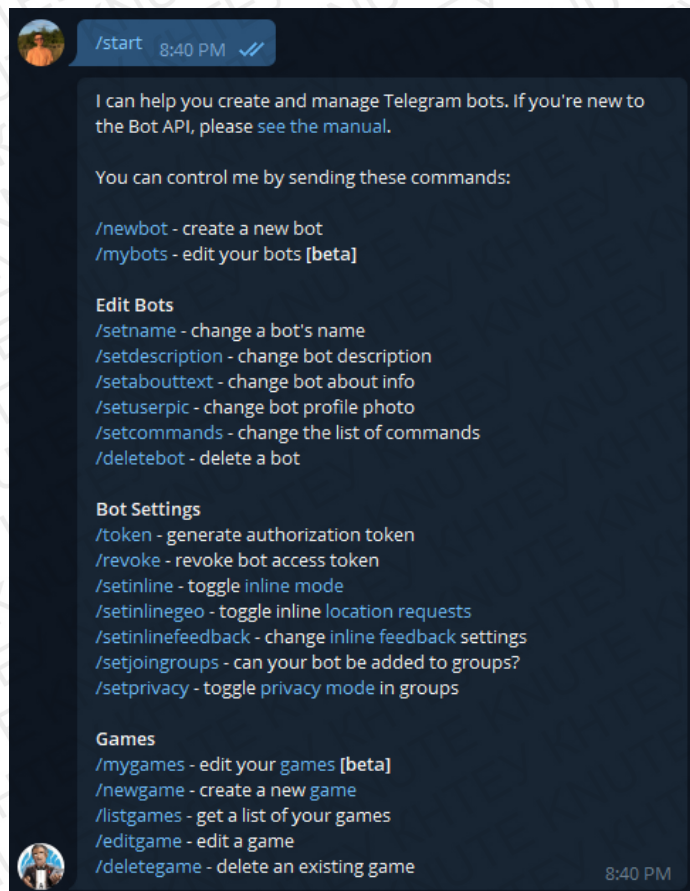 /start 8:40 PM
I can help you create and manage Telegram bots. If you're new to
the Bot API, please see the manual.
You can control me by sending these commands:
/newbot - create a new bot
/mybots - edit your bots [beta]
Edit Bots
/setname - change a bot's name
/setdescription - change bot description
/setabouttext - change bot about info
/setuserpic - change bot profile photo
/setcommands - change the list of commands
/deletebot - delete a bot
Bot Settings
/token - generate authorization token
/revoke - revoke bot access token
/setinline - toggle inline mode
/setinlinegeo - toggle inline location requests
/setinlinefeedback - change inline feedback settings
/setjoingroups - can your bot be added to groups?
/setprivacy - toggle privacy mode in groups
Games
/mygames - edit your games [beta]
/newgame - create a new game
/listgames - get a list of your games
/editgame - edit a game
/deletegame - delete an existing game
8:40 PM